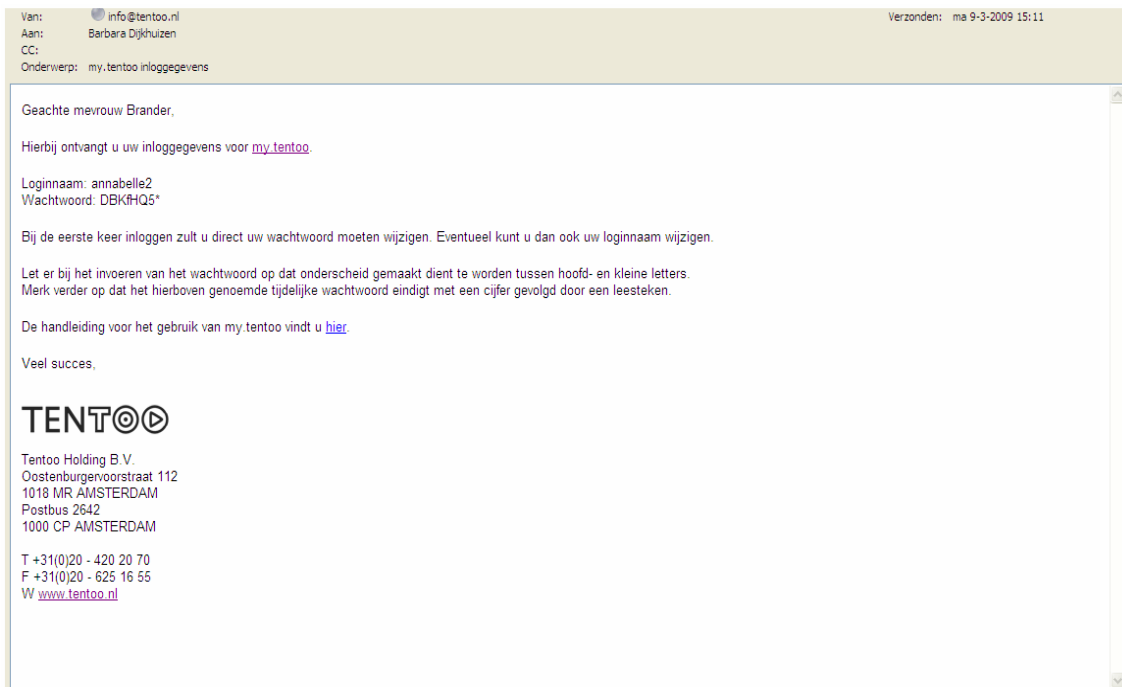 Van: info@tentoo.nl Verzonden: ma 9-3-2009 15:11
Aan: Barbara Dijkhuizen
CC:
Onderwerp: my.tentoo inloggegevens
Geachte mevrouw Brander,
Hierbij ontvangt u uw inloggegevens voor my.tentoo.
Loginnaam: annabelle2
Wachtwoord: DBKfHQ5*
Bij de eerste keer inloggen zult u direct uw wachtwoord moeten wijzigen. Eventueel kunt u dan ook uw loginnaam wijzigen.
Let er bij het invoeren van het wachtwoord op dat onderscheid gemaakt dient te worden tussen hoofd- en kleine letters.
Merk verder op dat het hierboven genoemde tijdelijke wachtwoord eindigt met een cijfer gevolgd door een leesteken.
De handleiding voor het gebruik van my.tentoo vindt u hier.
Veel succes,
TENTOO
Tentoo Holding B.V.
Oostenburgervoorstraat 112
1018 MR AMSTERDAM
Postbus 2642
1000 CP AMSTERDAM
T +31(0)20 - 420 20 70
F +31(0)20 - 625 16 55
W www.tentoo.nl